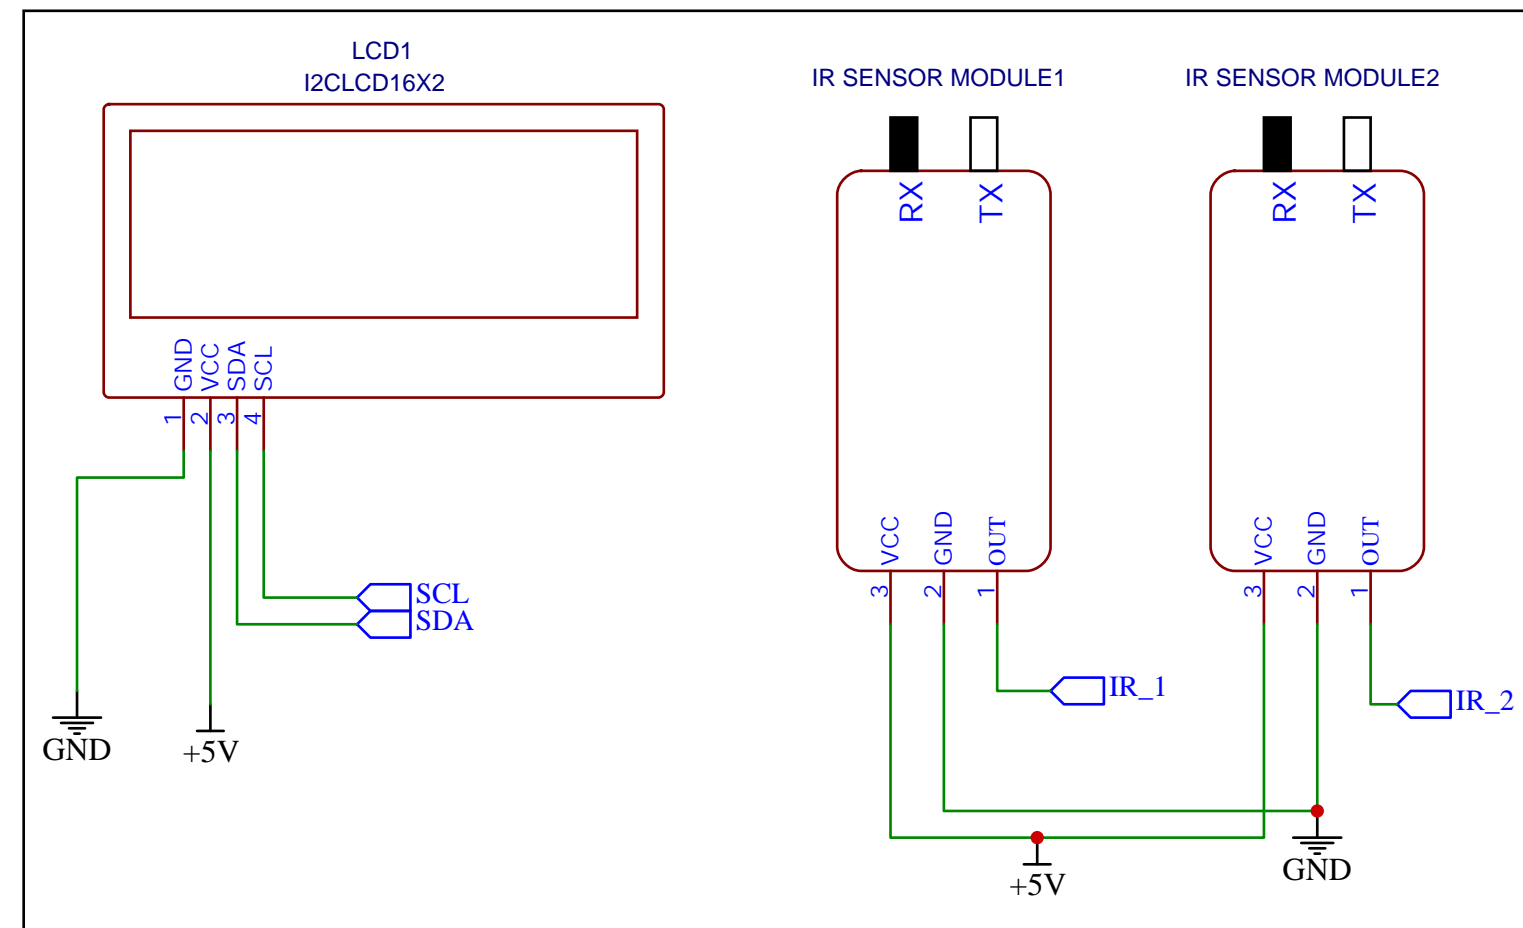 LCD1
I2CLCD16X2
GND
VCC
SDA
SCL
1
2
3
4
SCL
SDA
GND
+5V
IR SENSOR MODULE1
RX
TX
VCC
GND
OUT
3
2
1
IR_1
IR SENSOR MODULE2
RX
TX
VCC
GND
OUT
3
2
1
IR_2
+5V
GND